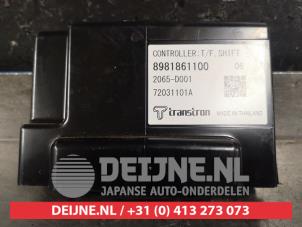 CONTROLLER:T/F,SHIFT
8981861100 06
2065-D001
72031101A
transtron MADE IN THAILAND
DEIJNE.NL
JAPANSE AUTO-ONDERDELEN
DEIJNE.NL / +31 (0) 413 273 073